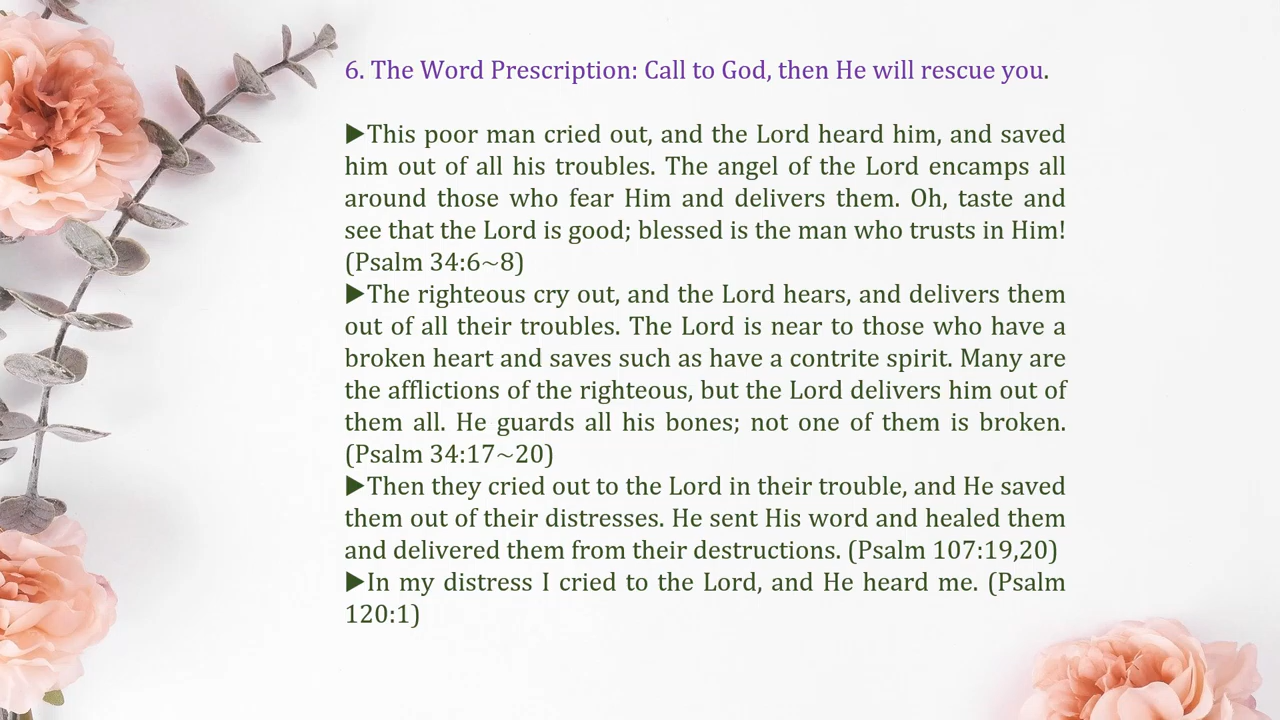 6. The Word Prescription: Call to God, then He will rescue you.
▶This poor man cried out, and the Lord heard him, and saved
him out of all his troubles. The angel of the Lord encamps all
around those who fear Him and delivers them. Oh, taste and
see that the Lord is good; blessed is the man who trusts in Him!
(Psalm 34:6~8)
▶The righteous cry out, and the Lord hears, and delivers them
out of all their troubles. The Lord is near to those who have a
broken heart and saves such as have a contrite spirit. Many are
the afflictions of the righteous, but the Lord delivers him out of
them all. He guards all his bones; not one of them is broken.
(Psalm 34:17~20)
▶Then they cried out to the Lord in their trouble, and He saved
them out of their distresses. He sent His word and healed them
and delivered them from their destructions. (Psalm 107:19,20)
▶In my distress I cried to the Lord, and He heard me. (Psalm
120:1)